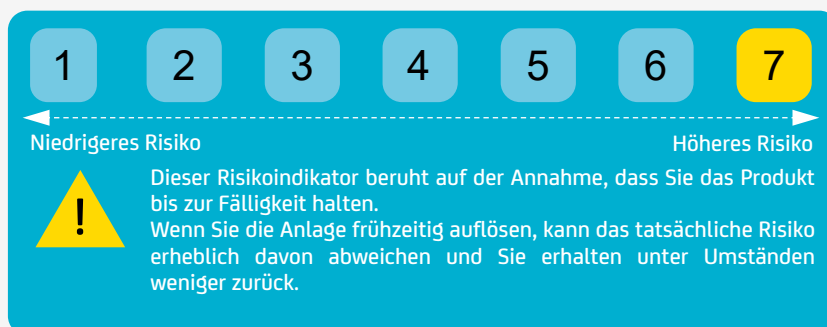 1 2 3 4 5 6 7
Niedrigeres Risiko Höheres Risiko
Dieser Risikoindikator beruht auf der Annahme, dass Sie das Produkt
bis zur Fälligkeit halten.
Wenn Sie die Anlage frühzeitig auflösen, kann das tatsächliche Risiko
erheblich davon abweichen und Sie erhalten unter Umständen
weniger zurück.
!